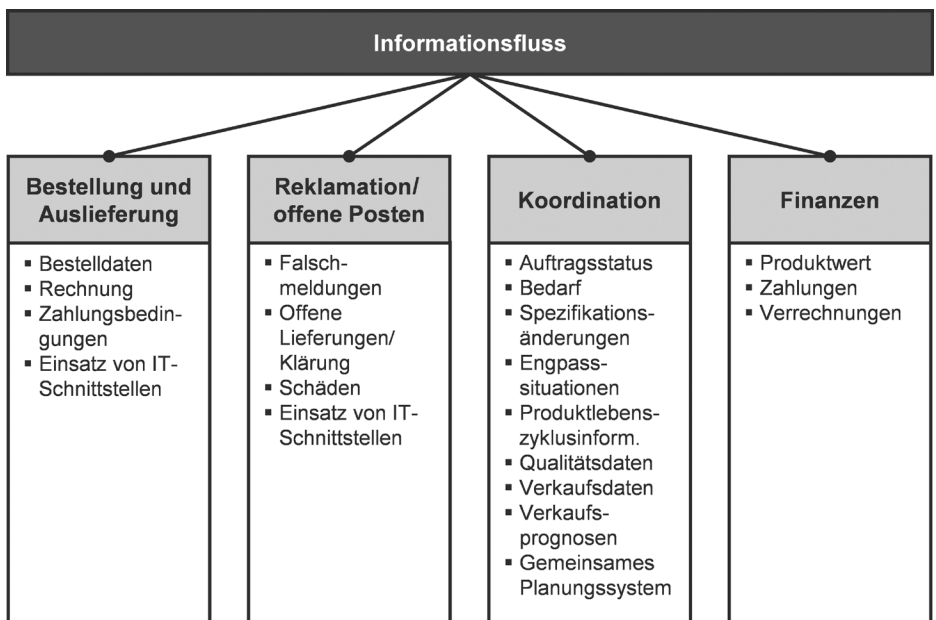 Informationsfluss
Bestellung und
Auslieferung
▪ Bestelldaten
▪ Rechnung
▪ Zahlungsbedin-
gungen
▪ Einsatz von IT-
Schnittstellen
Reklamation/
offene Posten
▪ Falsch-
meldungen
▪ Offene
Lieferungen/
Klärung
▪ Schäden
▪ Einsatz von IT-
Schnittstellen
Koordination
▪ Auftragsstatus
▪ Bedarf
▪ Spezifikations-
änderungen
▪ Engpass-
situationen
▪ Produktlebens-
zyklusinform.
▪ Qualitätsdaten
▪ Verkaufsdaten
▪ Verkaufs-
prognosen
▪ Gemeinsames
Planungssystem
Finanzen
▪ Produktwert
▪ Zahlungen
▪ Verrechnungen